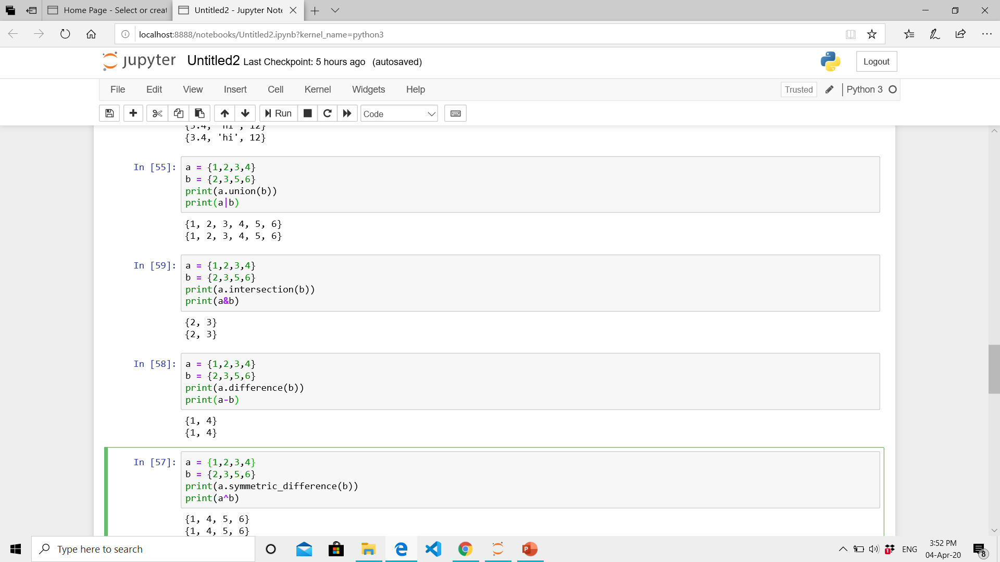 Home Page - Select or creat
Untitled2 - Jupyter Note
localhost:8888/notebooks/Untitled2.ipynb?kernel_name=python3
jupyter Untitled2 Last Checkpoint: 5 hours ago (autosaved)
Logout
File Edit View Insert Cell Kernel Widgets Help
Trusted Python 3
Run Code
{3.4, 'hi', 12}
{3.4, 'hi', 12}
In [55]: a = {1,2,3,4}
b = {2,3,5,6}
print(a.union(b))
print(a|b)
{1, 2, 3, 4, 5, 6}
{1, 2, 3, 4, 5, 6}
In [59]: a = {1,2,3,4}
b = {2,3,5,6}
print(a.intersection(b))
print(a&b)
{2, 3}
{2, 3}
In [58]: a = {1,2,3,4}
b = {2,3,5,6}
print(a.difference(b))
print(a-b)
{1, 4}
{1, 4}
In [57]: a = {1,2,3,4}
b = {2,3,5,6}
print(a.symmetric_difference(b))
print(a^b)
{1, 4, 5, 6}
{1, 4, 5, 6}
Type here to search
P
1
ENG
3:52 PM
04-Apr-20
8